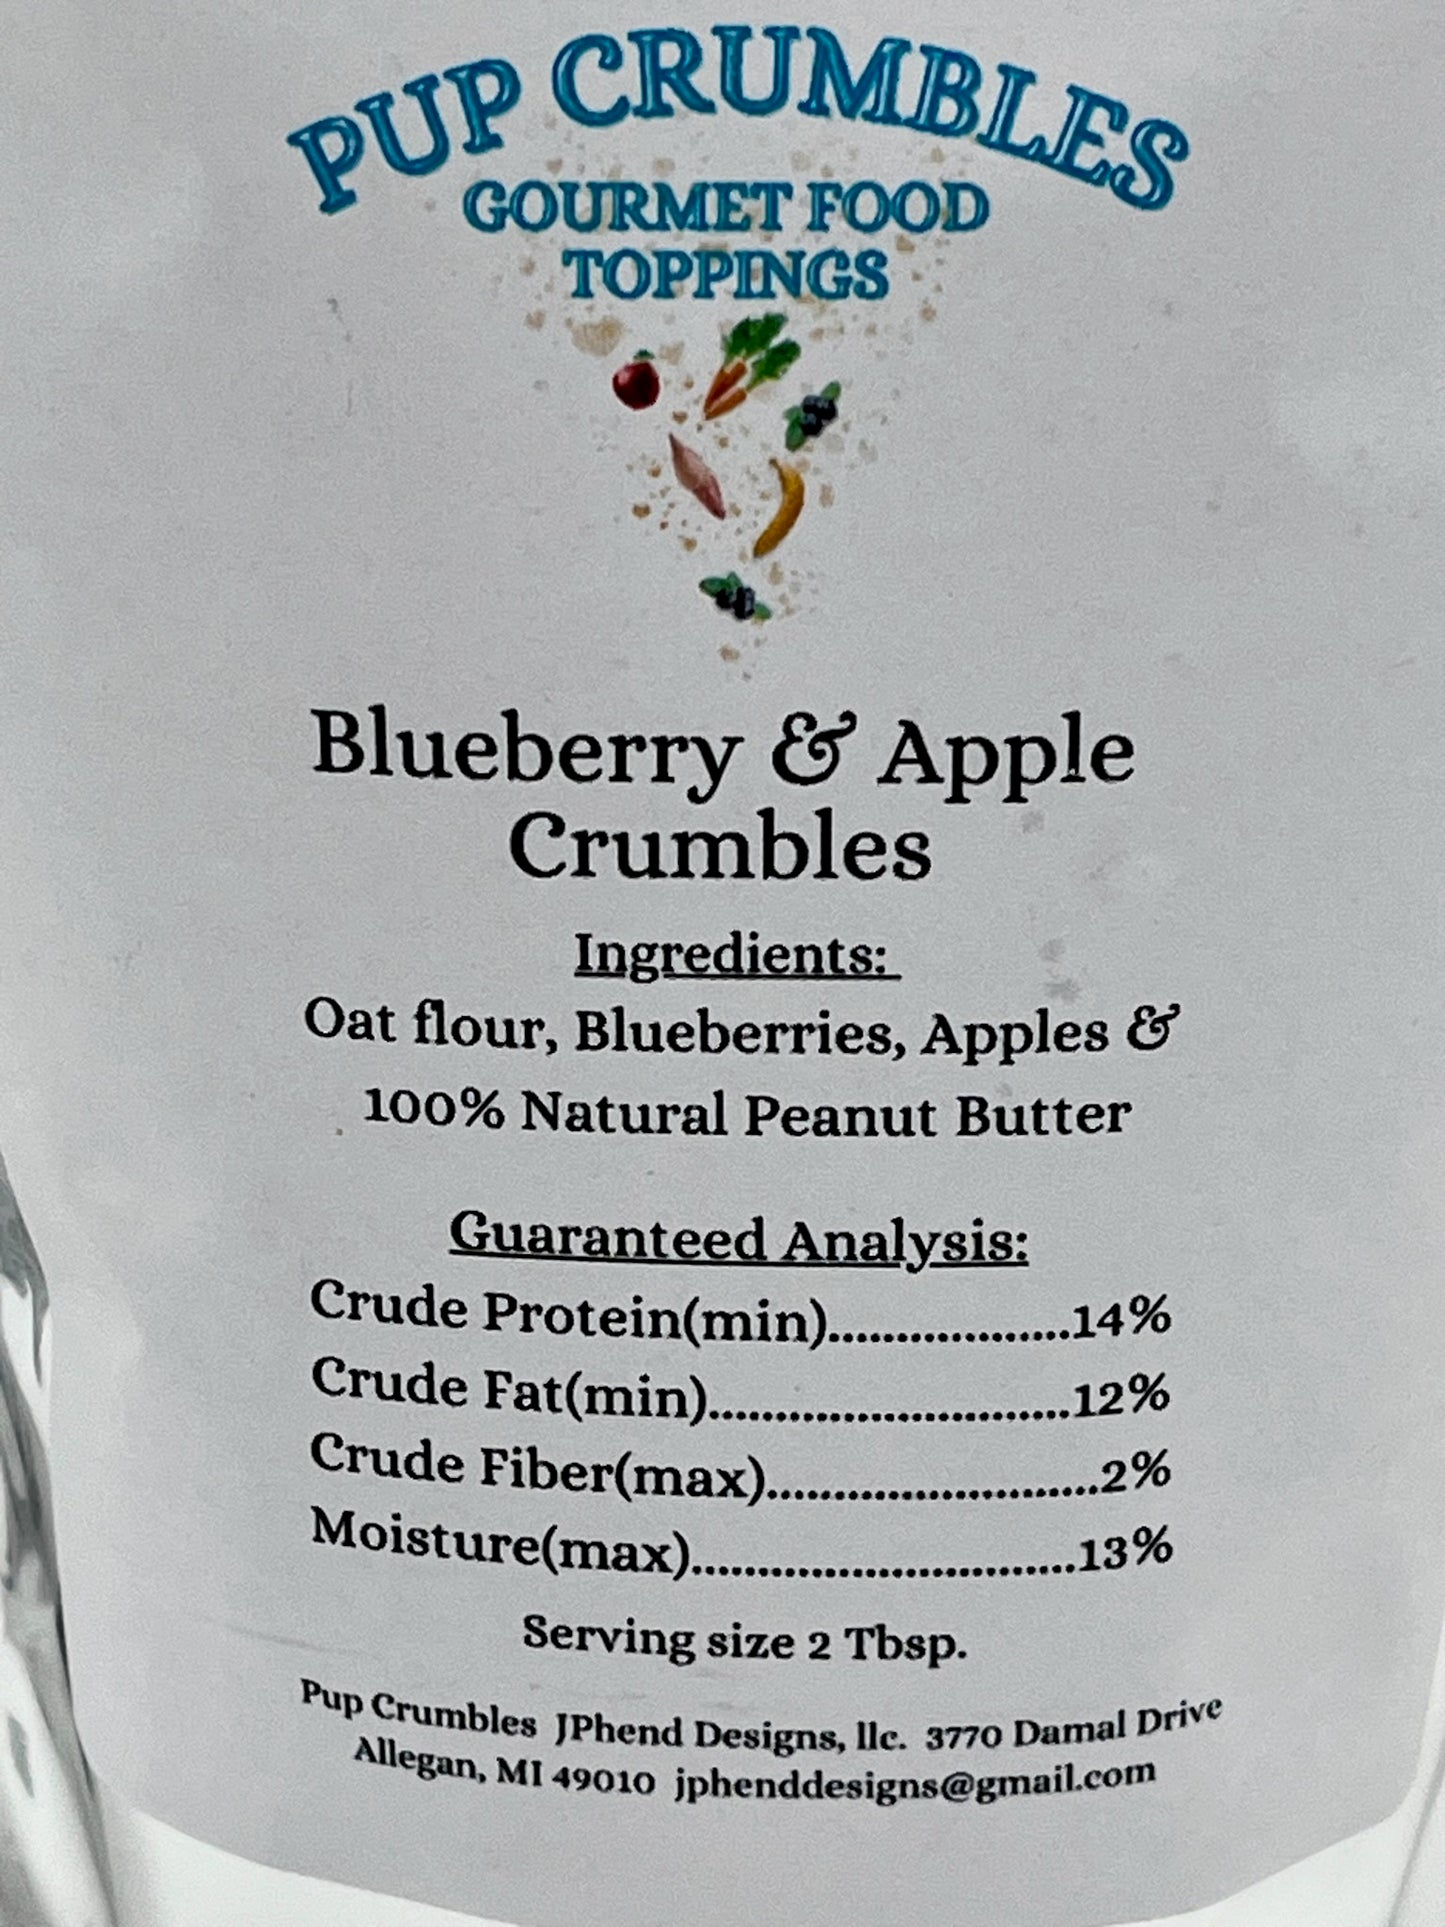 PUP CRUMBLES
GOURMET FOOD
TOPPINGS
Blueberry & Apple
Crumbles
Ingredients:
Oat flour, Blueberries, Apples &
100% Natural Peanut Butter
Guaranteed Analysis:
Crude Protein(min)..................14%
Crude Fat(min)...........................12%
Crude Fiber(max).........................2%
Moisture(max).............................13%
Serving size 2 Tbsp.
Pup Crumbles JPhend Designs, llc. 3770 Damal Drive
Allegan, MI 49010 jphenddesigns@gmail.com